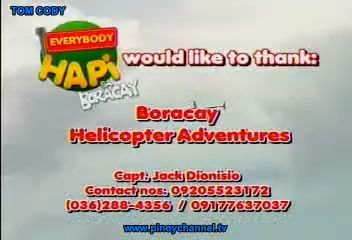 TOM CODY
EVERYBODY
HAPi
BORACAY
would like to thank:
Boracay
Helicopter Adventures
Capt. Jack Dionisio
Contact nos: 09205523172
(036)288-4356 / 09177637037
www.pinoychannel.tv